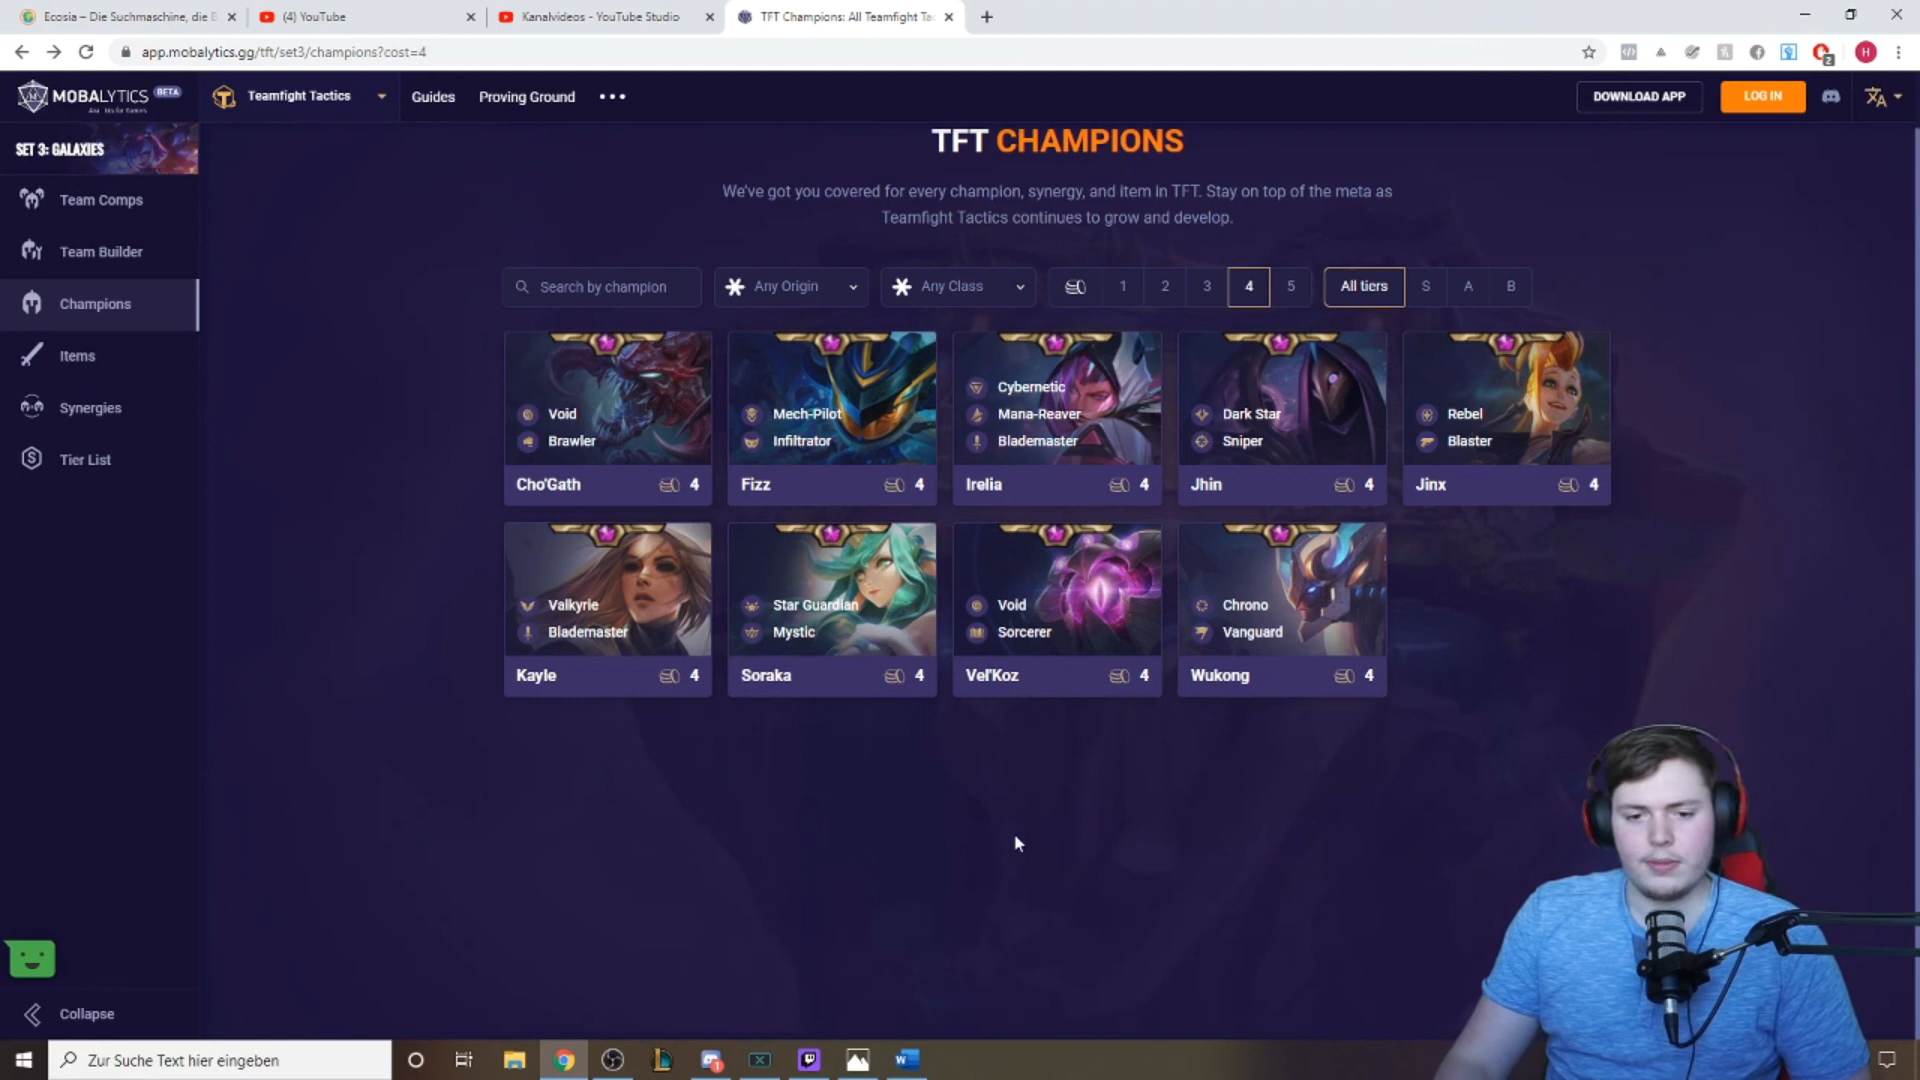 Ecosia – Die Suchmaschine, die B
(4) YouTube
Kanalvideos - YouTube Studio
TFT Champions: All Teamfight Ta
app.mobalytics.gg/tft/set3/champions?cost=4
2
H
MOBALYTICS BETA
Teamfight Tactics
Guides
Proving Ground
DOWNLOAD APP
LOG IN
SET 3: GALAXIES
Team Comps
Team Builder
Champions
Items
Synergies
Tier List
Collapse
TFT CHAMPIONS
We've got you covered for every champion, synergy, and item in TFT. Stay on top of the meta as
Teamfight Tactics continues to grow and develop.
Search by champion
Any Origin
Any Class
1
2
3
4
5
All tiers
S
A
B
Void
Brawler
Cho'Gath
4
Mech-Pilot
Infiltrator
Fizz
4
Cybernetic
Mana-Reaver
Blademaster
Irelia
4
Dark Star
Sniper
Jhin
4
Rebel
Blaster
Jinx
4
Valkyrie
Blademaster
Kayle
4
Star Guardian
Mystic
Soraka
4
Void
Sorcerer
Vel'Koz
4
Chrono
Vanguard
Wukong
4
Zur Suche Text hier eingeben